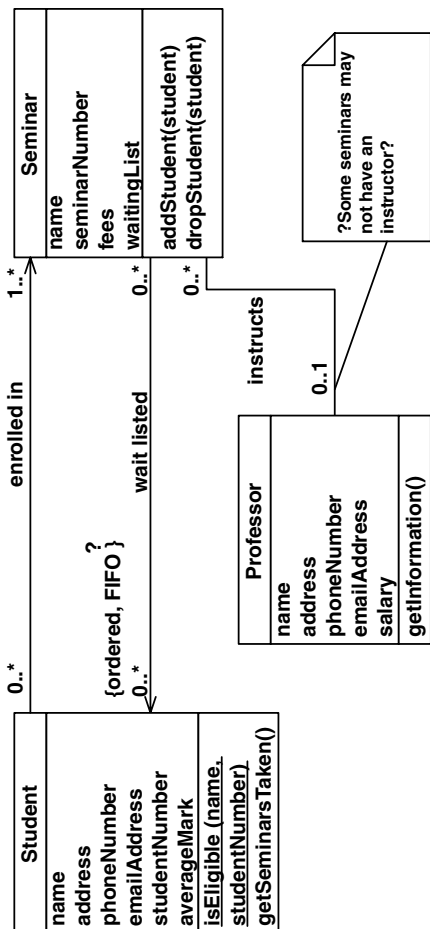 Student
name
address
phoneNumber
emailAddress
studentNumber
averageMark
isEligible (name,
studentNumber)
getSeminarsTaken()
0..*
enrolled in
1..*
{ordered, FIFO }
?
0..*
wait listed
0..*
Seminar
name
seminarNumber
fees
waitingList
addStudent(student)
dropStudent(student)
0..*
instructs
0..1
Professor
name
address
phoneNumber
emailAddress
salary
getInformation()
?Some seminars may
not have an
instructor?